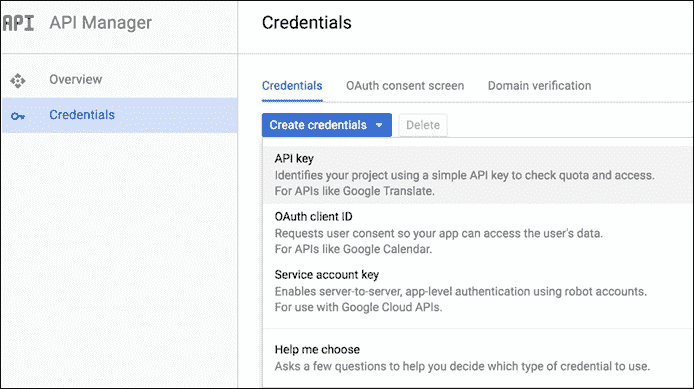 API API Manager
Credentials
Overview
Credentials
Credentials OAuth consent screen Domain verification
Create credentials Delete
API key
Identifies your project using a simple API key to check quota and access.
For APIs like Google Translate.
OAuth client ID
Requests user consent so your app can access the user's data.
For APIs like Google Calendar.
Service account key
Enables server-to-server, app-level authentication using robot accounts.
For use with Google Cloud APIs.
Help me choose
Asks a few questions to help you decide which type of credential to use.